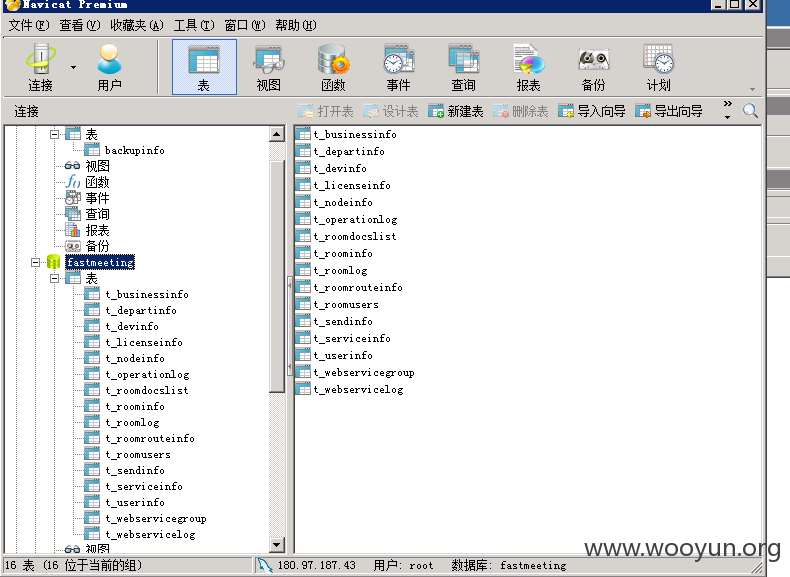 Navicat Premium
文件(F) 查看(V) 收藏夹(A) 工具(T) 窗口(W) 帮助(H)
连接 用户 表 视图 函数 事件 查询 报表 备份 计划
连接 打开表 设计表 新建表 删除表 导入向导 导出向导 »
表
backupinfo
视图
函数
事件
查询
报表
备份
fastmeeting
表
t_businessinfo
t_departinfo
t_devinfo
t_licenseinfo
t_nodeinfo
t_operationlog
t_roomdocslist
t_roominfo
t_roomlog
t_roomrouteinfo
t_roomusers
t_sendinfo
t_serviceinfo
t_userinfo
t_webservicegroup
t_webservicelog
视图
t_businessinfo
t_departinfo
t_devinfo
t_licenseinfo
t_nodeinfo
t_operationlog
t_roomdocslist
t_roominfo
t_roomlog
t_roomrouteinfo
t_roomusers
t_sendinfo
t_serviceinfo
t_userinfo
t_webservicegroup
t_webservicelog
www.wooyun.org
16 表 (16 位于当前的组) 180.97.187.43 用户: root 数据库: fastmeeting